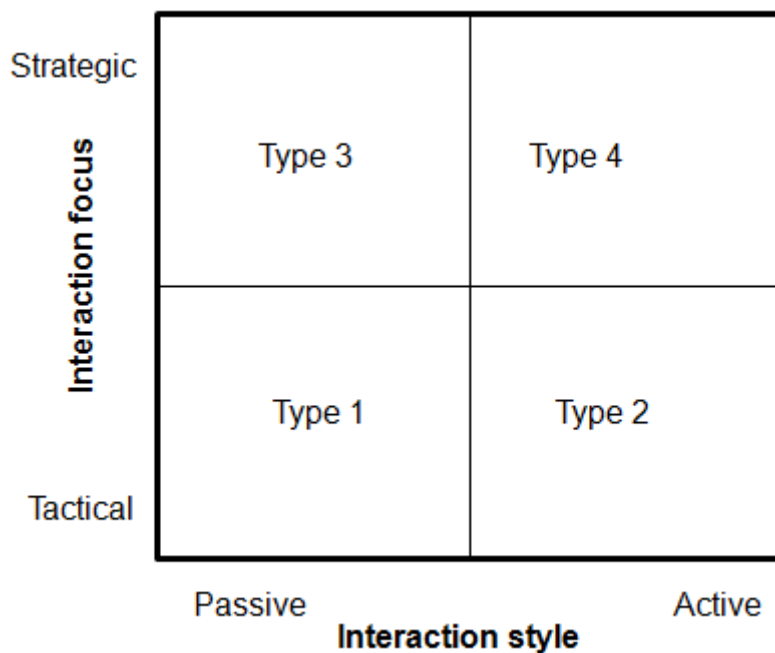 Strategic
Type 3
Type 4
Interaction focus
Type 1
Type 2
Tactical
Passive
Active
Interaction style